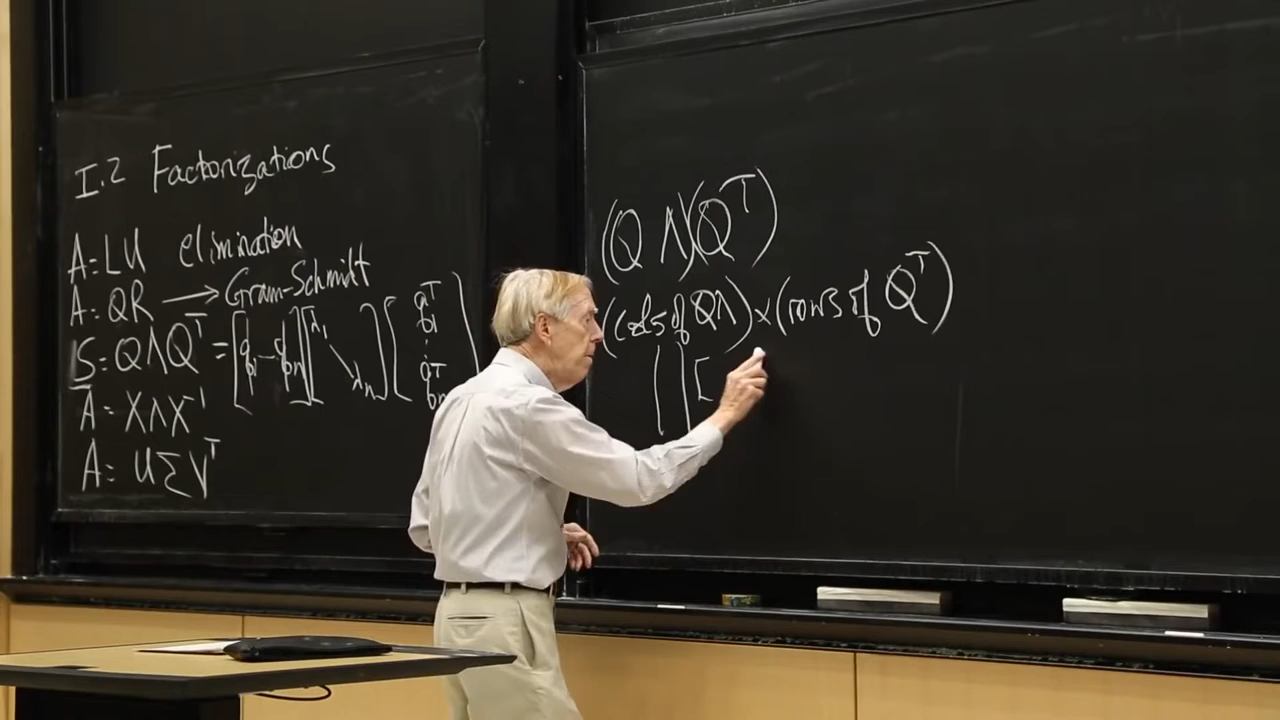 I.2 Factorizations
A = LU elimination
A = QR → Gram-Schmidt
S = QΛQᵀ = [q₁ – qₙ] [λ₁ \ λₙ] [q₁ᵀ ⋮ qₙᵀ]
A = XΛX⁻¹
A = UΣVᵀ
(Q Λ)(Qᵀ)
(cols of QΛ) × (rows of Qᵀ)